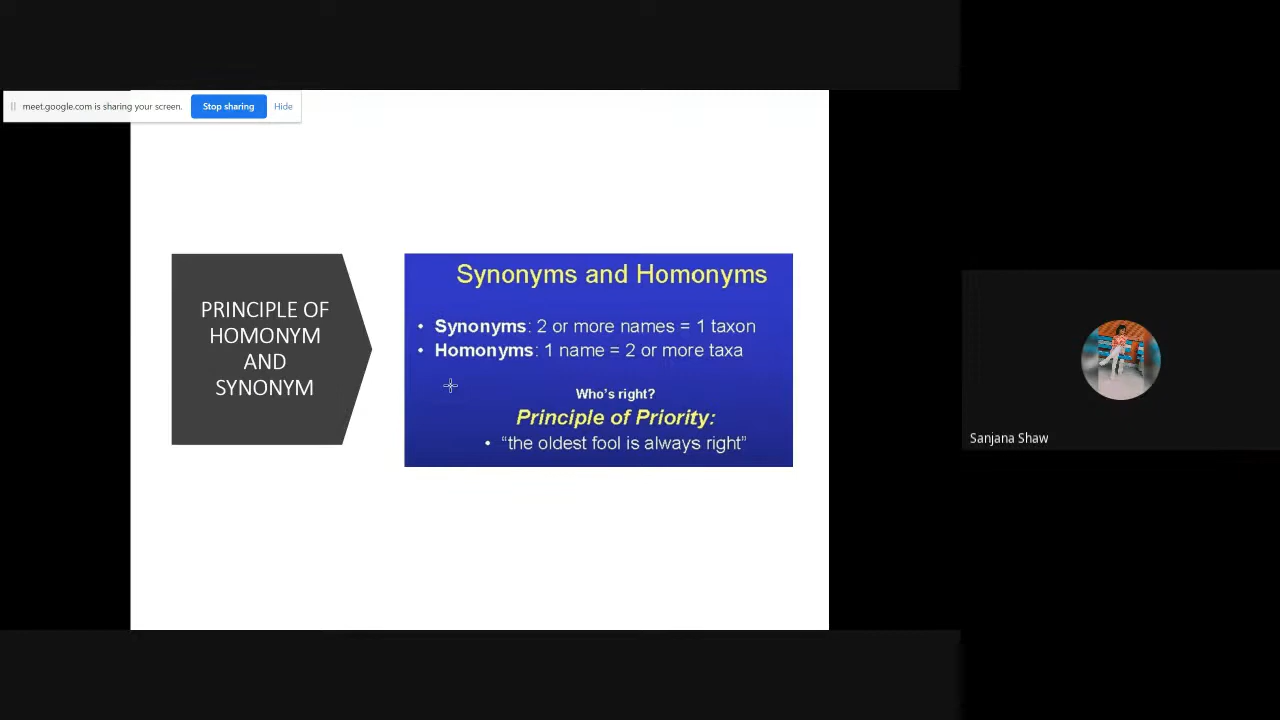 meet.google.com is sharing your screen. Stop sharing Hide
PRINCIPLE OF
HOMONYM
AND
SYNONYM
Synonyms and Homonyms
• Synonyms: 2 or more names = 1 taxon
• Homonyms: 1 name = 2 or more taxa
Who's right?
Principle of Priority:
• “the oldest fool is always right”
Sanjana Shaw